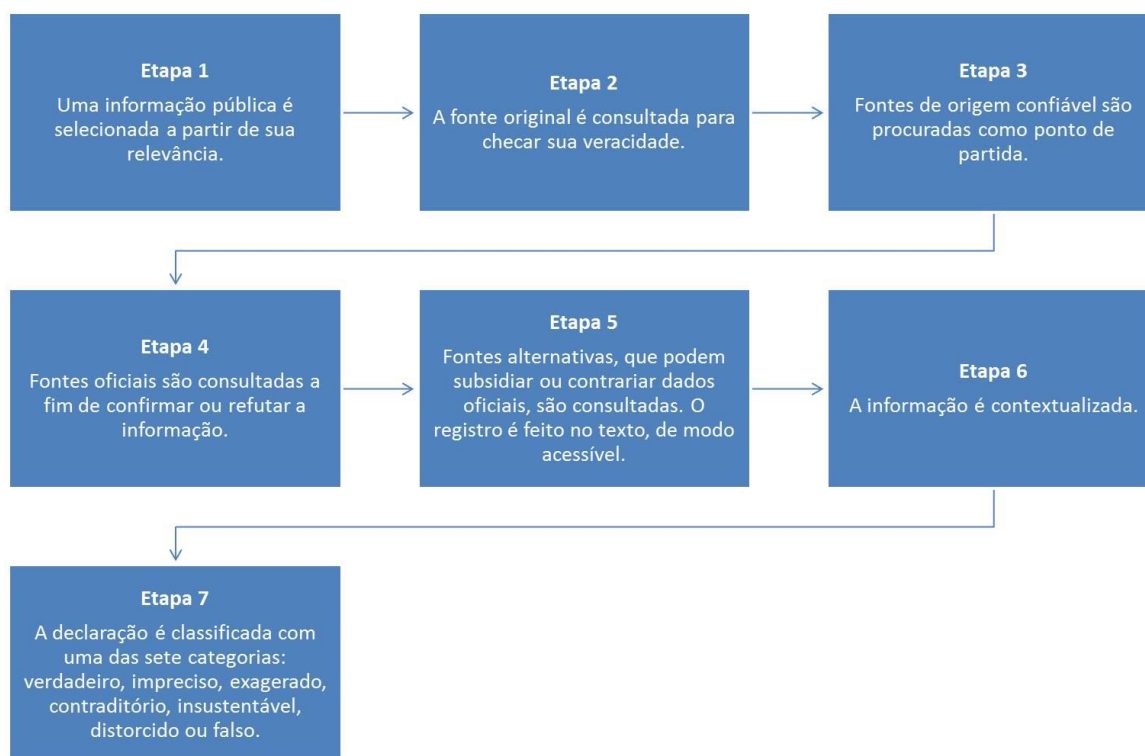 Etapa 1
Uma informação pública é
selecionada a partir de sua
relevância.
Etapa 2
A fonte original é consultada para
checar sua veracidade.
Etapa 3
Fontes de origem confiável são
procuradas como ponto de
partida.
Etapa 4
Fontes oficiais são consultadas a
fim de confirmar ou refutar a
informação.
Etapa 5
Fontes alternativas, que podem
subsidiar ou contrariar dados
oficiais, são consultadas. O
registro é feito no texto, de modo
acessível.
Etapa 6
A informação é contextualizada.
Etapa 7
A declaração é classificada com
uma das sete categorias:
verdadeiro, impreciso, exagerado,
contraditório, insustentável,
distorcido ou falso.